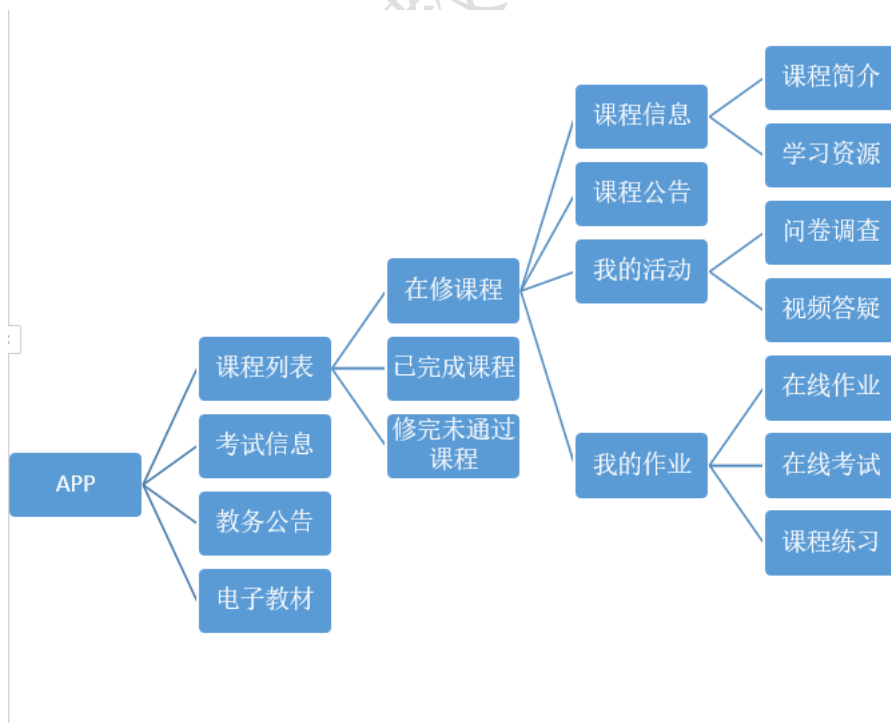 课程简介
课程信息
学习资源
课程公告
问卷调查
我的活动
在修课程
视频答疑
课程列表
已完成课程
在线作业
考试信息
修完未通过
课程
我的作业
在线考试
APP
教务公告
课程练习
电子教材